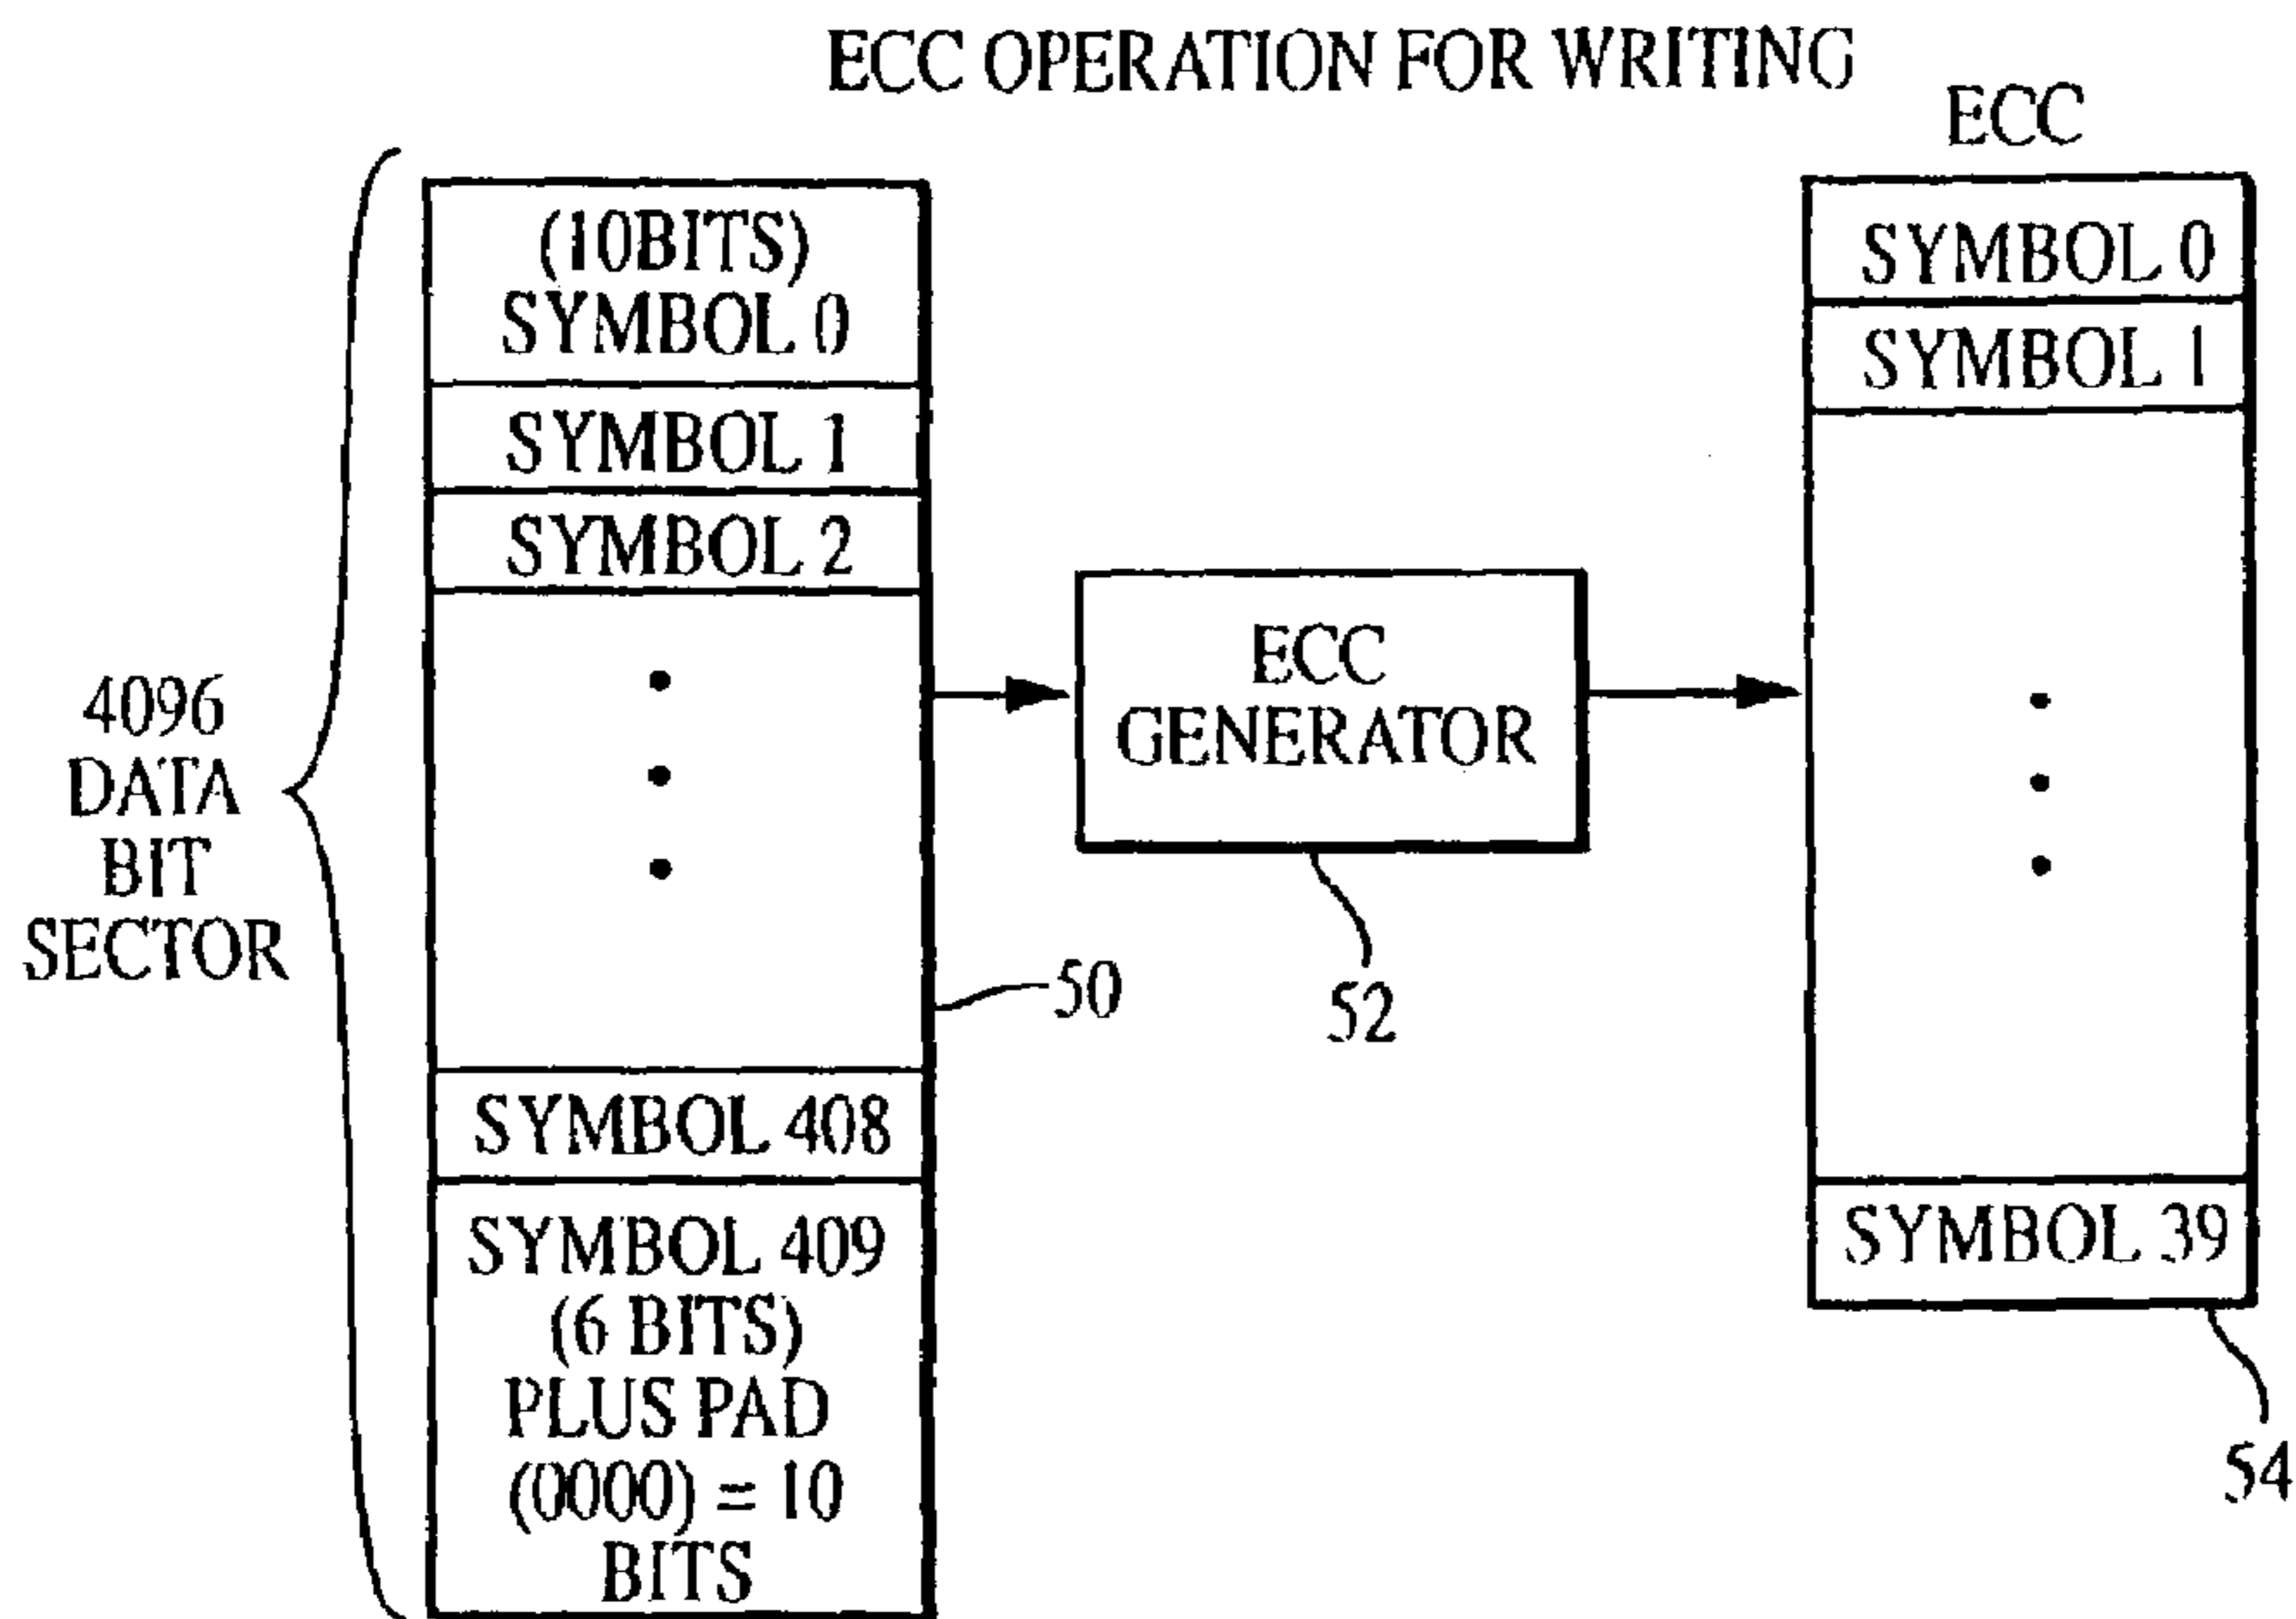 ECC OPERATION FOR WRITING
4096
DATA
BIT
SECTOR
(10BITS)
SYMBOL 0
SYMBOL 1
SYMBOL 2
SYMBOL 408
SYMBOL 409
(6 BITS)
PLUS PAD
(0000) = 10
BITS
50
ECC
GENERATOR
52
ECC
SYMBOL 0
SYMBOL 1
SYMBOL 39
54